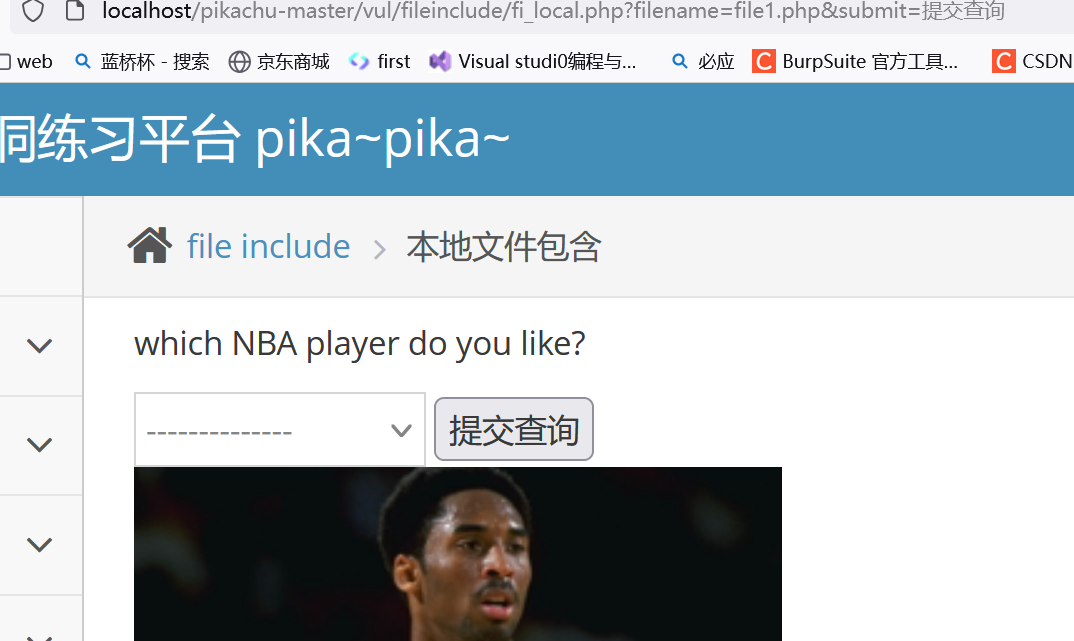 localhost/pikachu-master/vul/fileinclude/fi_local.php?filename=file1.php&submit=提交查询
web 蓝桥杯 - 搜索 京东商城 first Visual studi0编程与... 必应 C BurpSuite 官方工具... C CSDN
洞练习平台 pika~pika~
file include > 本地文件包含
which NBA player do you like?
-------------- 提交查询